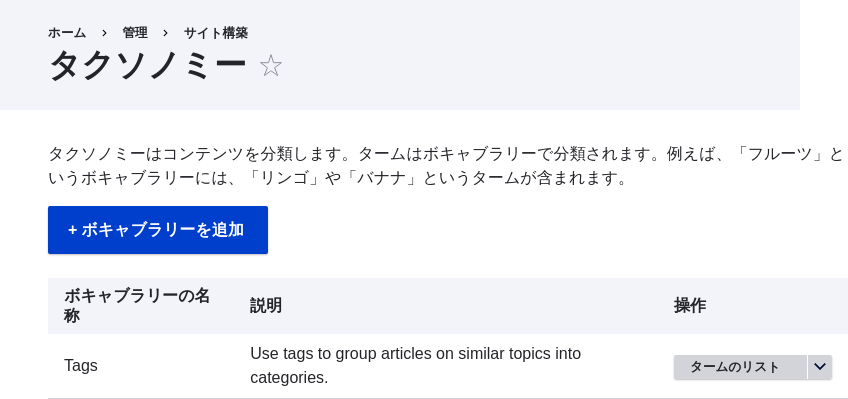 ホーム › 管理 › サイト構築
タクソノミー ☆
タクソノミーはコンテンツを分類します。タームはボキャブラリーで分類されます。例えば、「フルーツ」と
いうボキャブラリーには、「リンゴ」や「バナナ」というタームが含まれます。
+ ボキャブラリーを追加
ボキャブラリーの名
称
説明
操作
Tags
Use tags to group articles on similar topics into
categories.
タームのリスト